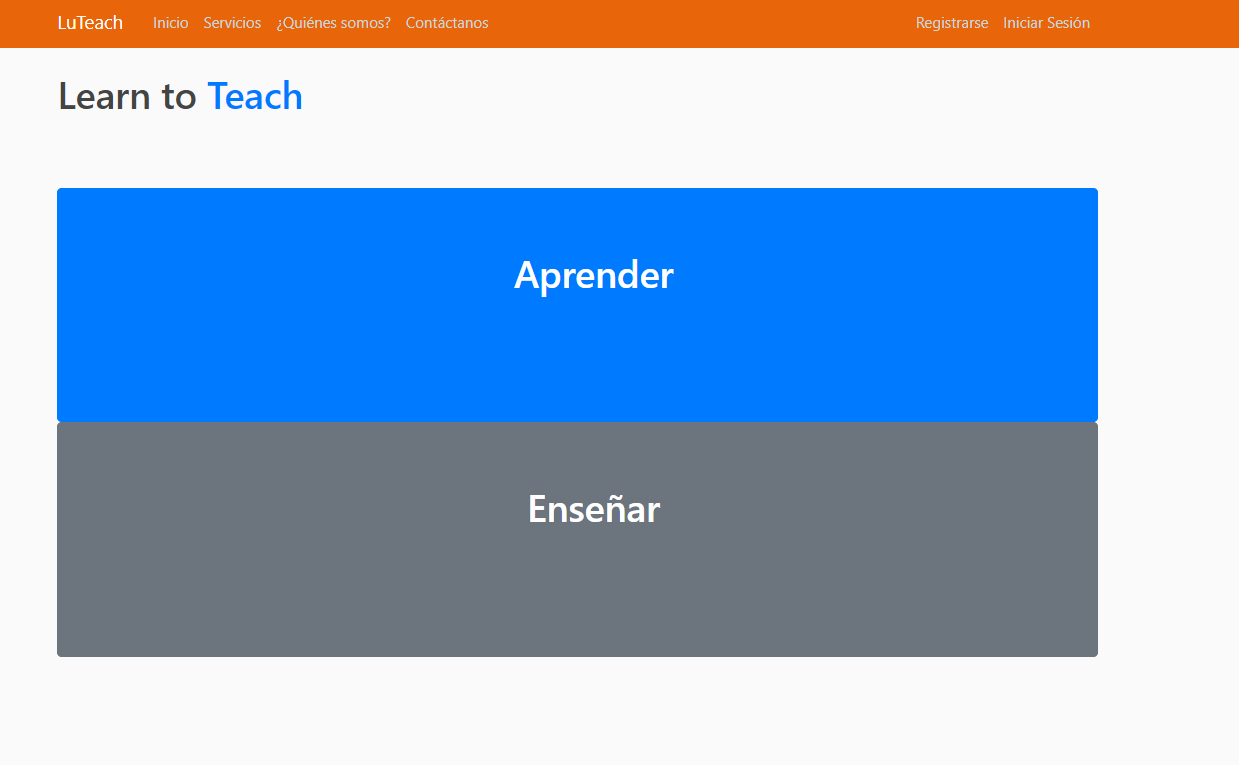 LuTeach Inicio Servicios ¿Quiénes somos? Contáctanos Registrarse Iniciar Sesión
Learn to Teach
Aprender
Enseñar